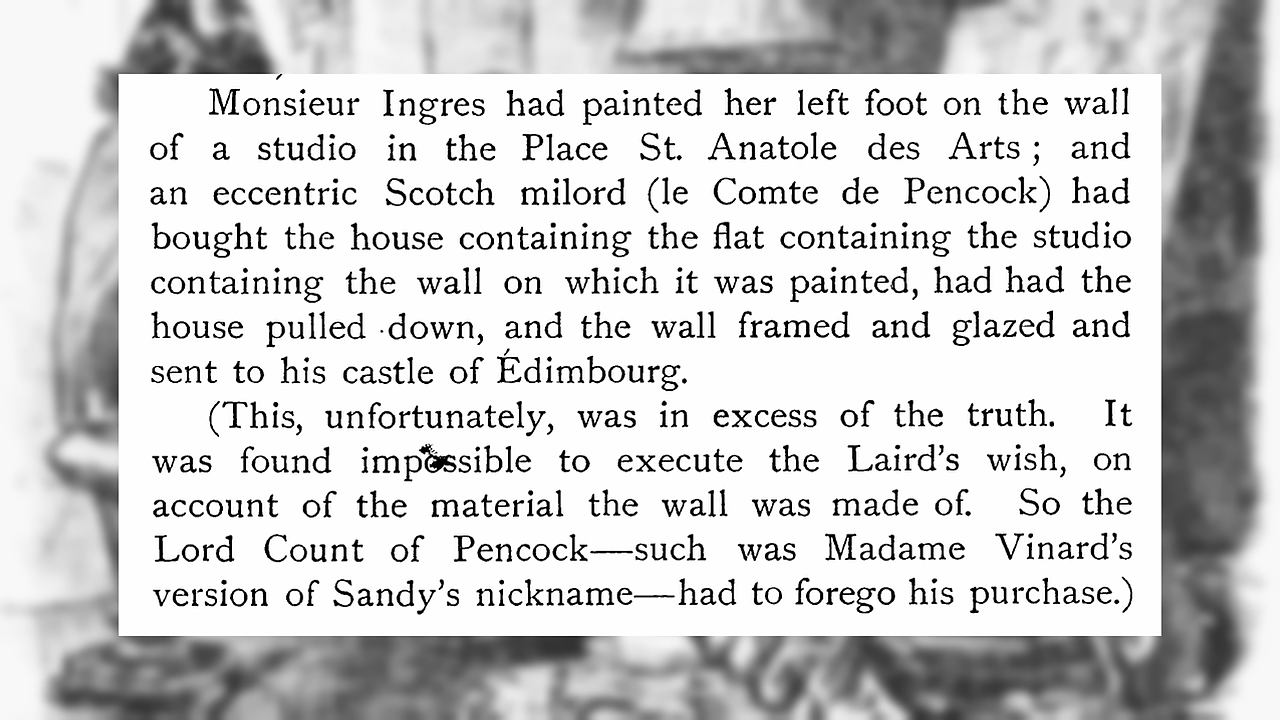 Monsieur Ingres had painted her left foot on the wall
of a studio in the Place St. Anatole des Arts ; and
an eccentric Scotch milord (le Comte de Pencock) had
bought the house containing the flat containing the studio
containing the wall on which it was painted, had had the
house pulled down, and the wall framed and glazed and
sent to his castle of Édimbourg.
(This, unfortunately, was in excess of the truth. It
was found impossible to execute the Laird's wish, on
account of the material the wall was made of. So the
Lord Count of Pencock—such was Madame Vinard's
version of Sandy's nickname—had to forego his purchase.)